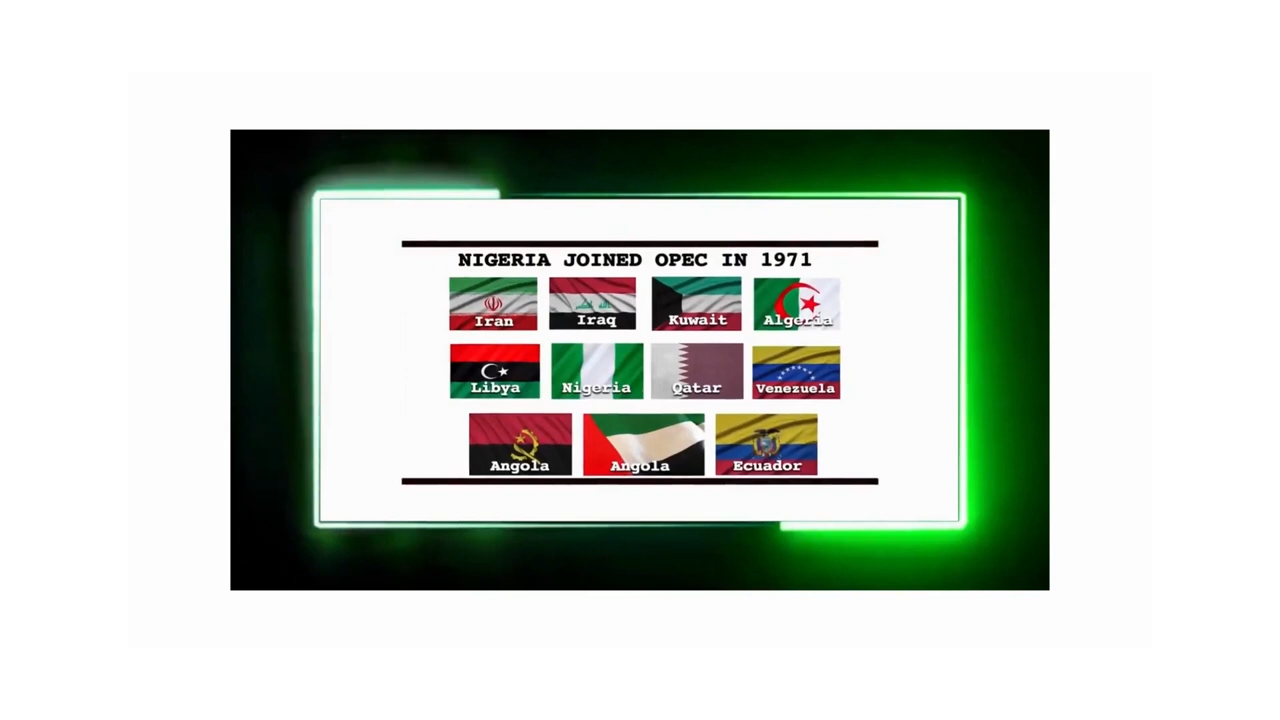 NIGERIA JOINED OPEC IN 1971
Iran Iraq Kuwait Algeria
Libya Nigeria Qatar Venezuela
Angola Angola Ecuador